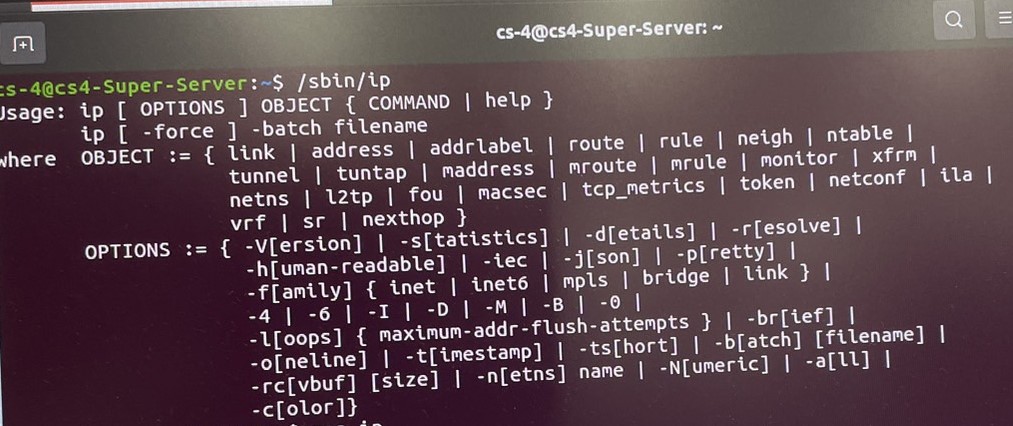 cs-4@cs4-Super-Server: ~
cs-4@cs4-Super-Server:~$ /sbin/ip
Usage: ip [ OPTIONS ] OBJECT { COMMAND | help }
ip [ -force ] -batch filename
where OBJECT := { link | address | addrlabel | route | rule | neigh | ntable |
tunnel | tuntap | maddress | mroute | mrule | monitor | xfrm |
netns | l2tp | fou | macsec | tcp_metrics | token | netconf | ila |
vrf | sr | nexthop }
OPTIONS := { -V[ersion] | -s[tatistics] | -d[etails] | -r[esolve] |
-h[uman-readable] | -iec | -j[son] | -p[retty] |
-f[amily] { inet | inet6 | mpls | bridge | link } |
-4 | -6 | -I | -D | -M | -B | -0 |
-l[oops] { maximum-addr-flush-attempts } | -br[ief] |
-o[neline] | -t[imestamp] | -ts[hort] | -b[atch] [filename] |
-rc[vbuf] [size] | -n[etns] name | -N[umeric] | -a[ll] |
-c[olor]}